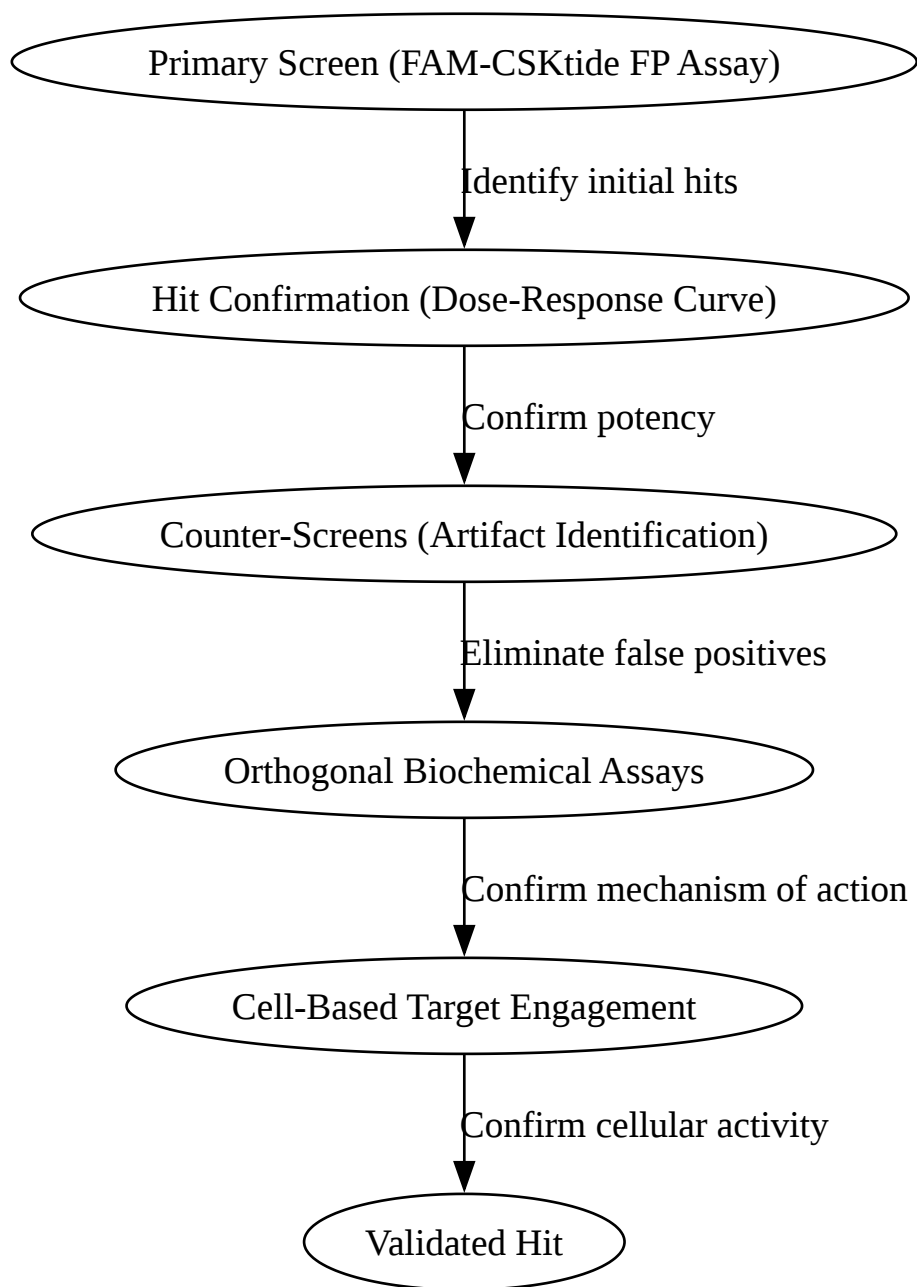 Primary Screen (FAM-CSKtide FP Assay)
Identify initial hits
Hit Confirmation (Dose-Response Curve)
Confirm potency
Counter-Screens (Artifact Identification)
Eliminate false positives
Orthogonal Biochemical Assays
Confirm mechanism of action
Cell-Based Target Engagement
Confirm cellular activity
Validated Hit